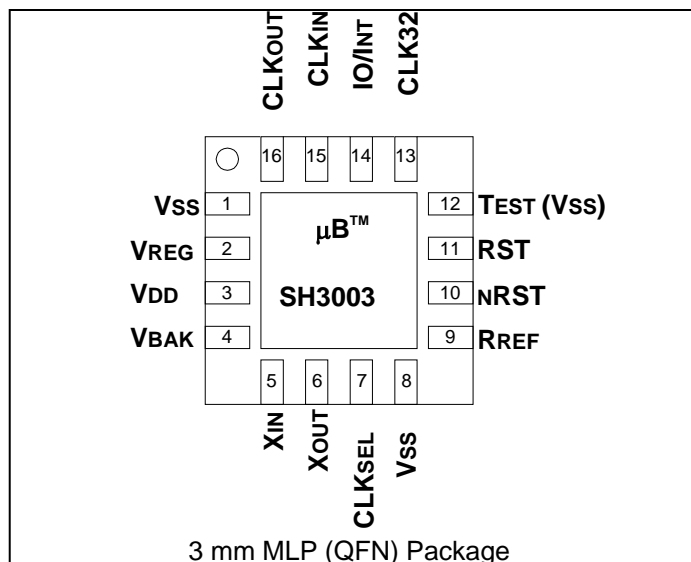 CLKOUT
CLKIN
IO/INT
CLK32
16
15
14
13
VSS
1
VREG
2
VDD
3
VBAK
4
µB™
SH3003
12
TEST (VSS)
11
RST
10
NRST
9
RREF
5
6
7
8
XIN
XOUT
CLKSEL
VSS
3 mm MLP (QFN) Package